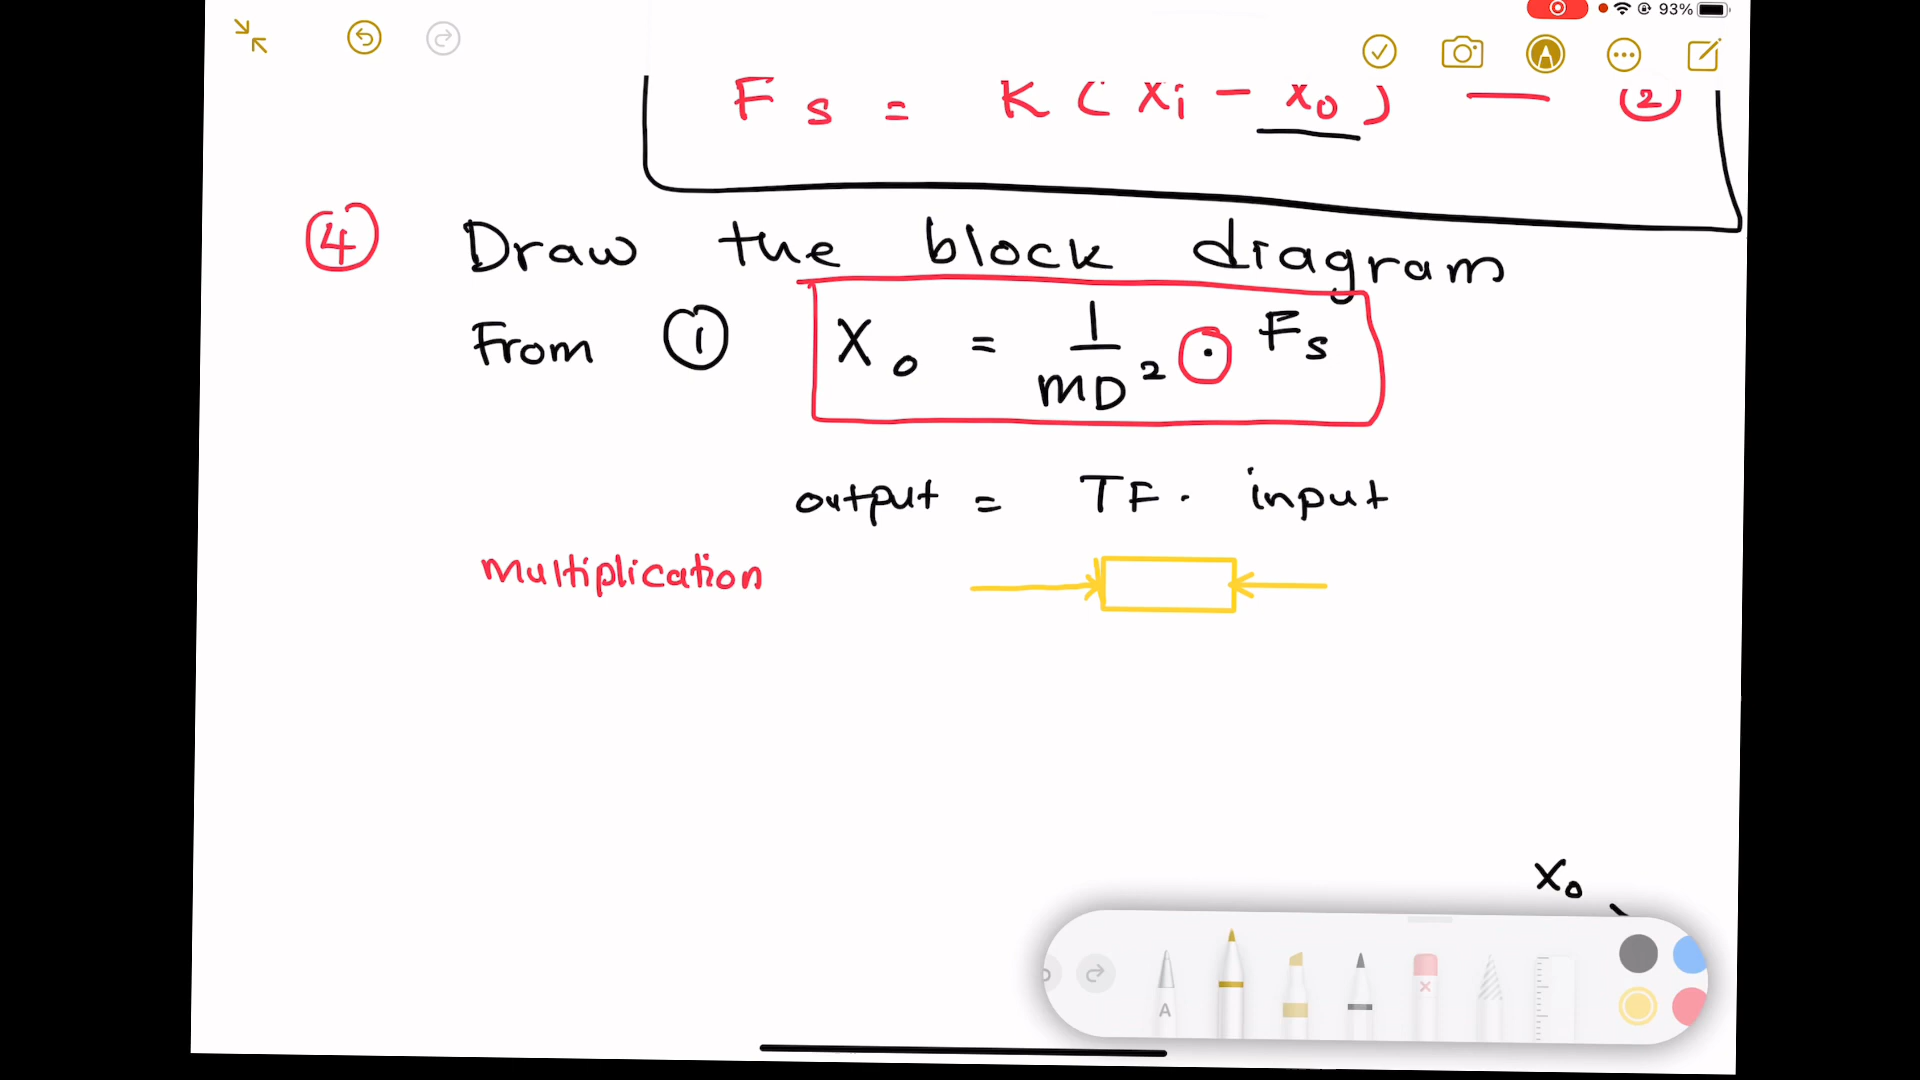 93%
Fs = K(xi - xo) — ②
④ Draw the block diagram
From ① Xo = 1/mD² · Fs
output = TF. input
multiplication
xo
A